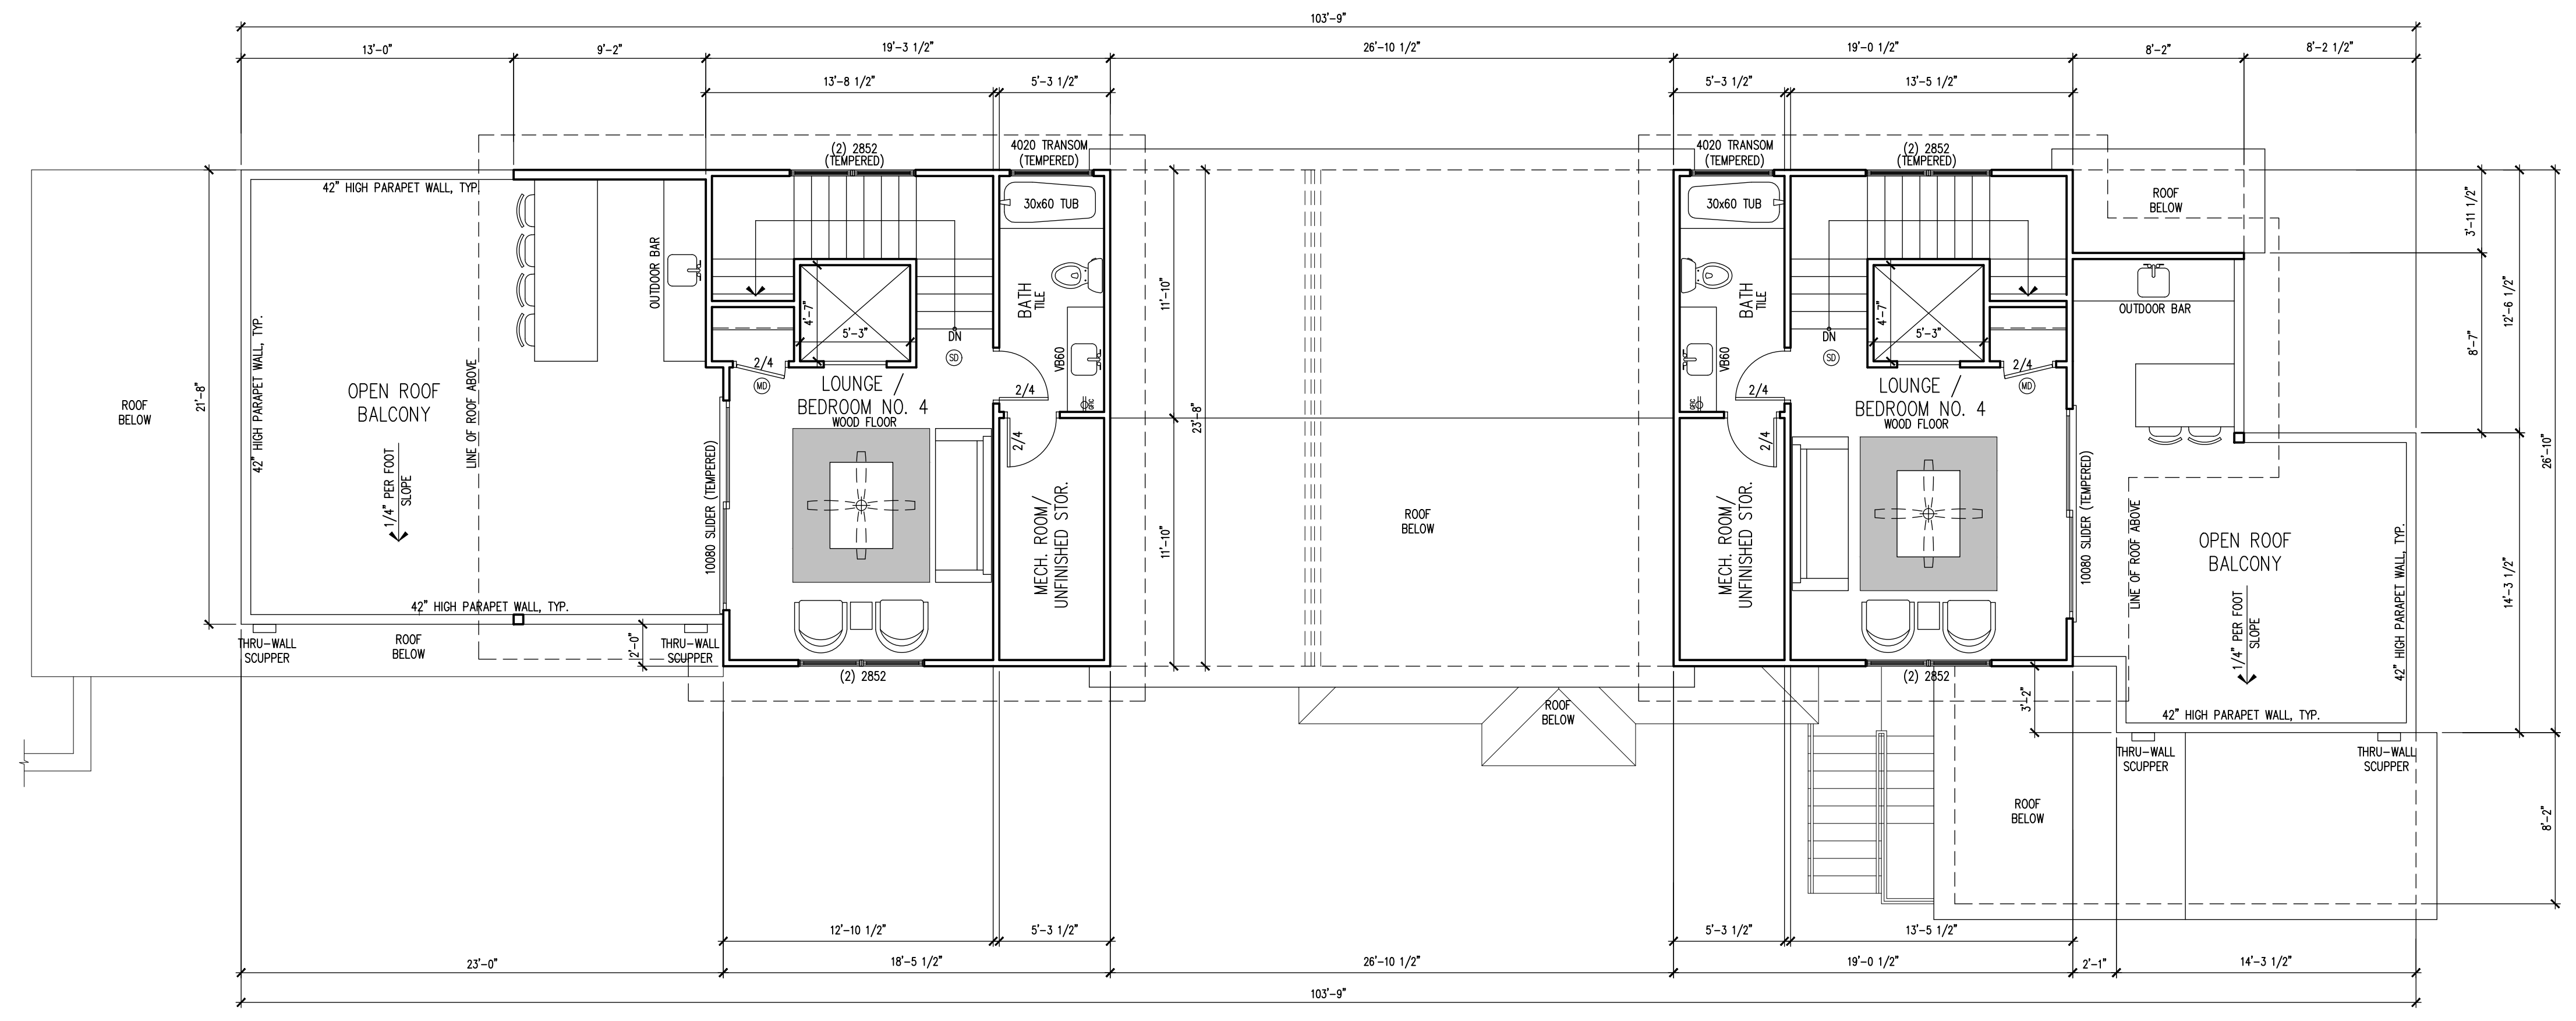 103'-9"
13'-0"
9'-2"
19'-3 1/2"
26'-10 1/2"
19'-0 1/2"
8'-2"
8'-2 1/2"
13'-8 1/2"
5'-3 1/2"
5'-3 1/2"
13'-5 1/2"
(2) 2852
(TEMPERED)
4020 TRANSOM
(TEMPERED)
4020 TRANSOM
(TEMPERED)
(2) 2852
(TEMPERED)
42" HIGH PARAPET WALL, TYP.
42" HIGH PARAPET WALL, TYP.
21'-8"
ROOF
BELOW
OPEN ROOF
BALCONY
1/4" PER FOOT
SLOPE
LINE OF ROOF ABOVE
OUTDOOR BAR
10080 SLIDER (TEMPERED)
42" HIGH PARAPET WALL, TYP.
THRU-WALL
SCUPPER
ROOF
BELOW
2'-0"
THRU-WALL
SCUPPER
4'-7"
5'-3"
DN
SD
2/4
MD
LOUNGE /
BEDROOM NO. 4
WOOD FLOOR
30x60 TUB
BATH
TILE
VB60
GFC
2/4
2/4
MECH. ROOM/
UNFINISHED STOR.
(2) 2852
11'-10"
11'-10"
23'-8"
ROOF
BELOW
ROOF
BELOW
30x60 TUB
BATH
TILE
VB60
GFC
2/4
2/4
MECH. ROOM/
UNFINISHED STOR.
4'-7"
5'-3"
DN
SD
2/4
MD
LOUNGE /
BEDROOM NO. 4
WOOD FLOOR
(2) 2852
10080 SLIDER (TEMPERED)
ROOF
BELOW
OUTDOOR BAR
LINE OF ROOF ABOVE
OPEN ROOF
BALCONY
1/4" PER FOOT
SLOPE
42" HIGH PARAPET WALL, TYP.
42" HIGH PARAPET WALL, TYP.
THRU-WALL
SCUPPER
THRU-WALL
SCUPPER
3'-2"
ROOF
BELOW
3'-11 1/2"
8'-7"
12'-6 1/2"
14'-3 1/2"
26'-10"
8'-2"
12'-10 1/2"
5'-3 1/2"
5'-3 1/2"
13'-5 1/2"
23'-0"
18'-5 1/2"
26'-10 1/2"
19'-0 1/2"
2'-1"
14'-3 1/2"
103'-9"